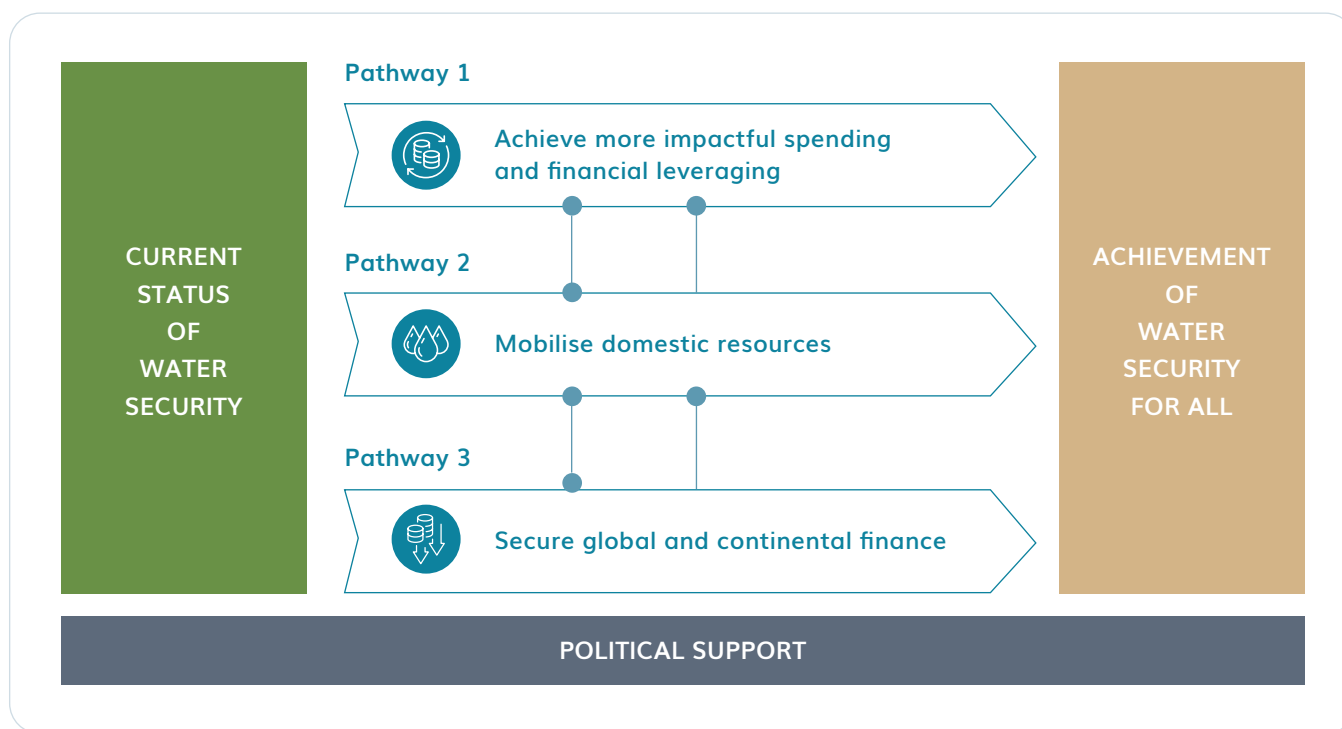 CURRENT
STATUS
OF
WATER
SECURITY
Pathway 1
Achieve more impactful spending
and financial leveraging
Pathway 2
Mobilise domestic resources
Pathway 3
Secure global and continental finance
ACHIEVEMENT
OF
WATER
SECURITY
FOR ALL
POLITICAL SUPPORT